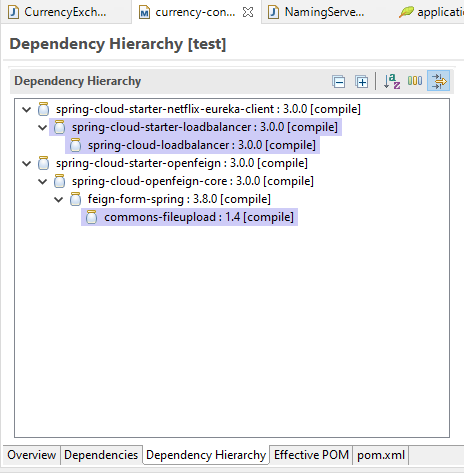 CurrencyExch... currency-con... NamingServe... applicatio
Dependency Hierarchy [test]
Dependency Hierarchy
spring-cloud-starter-netflix-eureka-client : 3.0.0 [compile]
spring-cloud-starter-loadbalancer : 3.0.0 [compile]
spring-cloud-loadbalancer : 3.0.0 [compile]
spring-cloud-starter-openfeign : 3.0.0 [compile]
spring-cloud-openfeign-core : 3.0.0 [compile]
feign-form-spring : 3.8.0 [compile]
commons-fileupload : 1.4 [compile]
Overview Dependencies Dependency Hierarchy Effective POM pom.xml